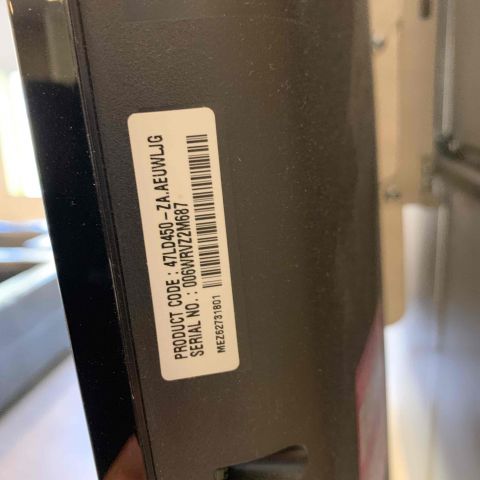 PRODUCT CODE : 47LD450-ZA.AEUWLJG
SERIAL NO. : 006WRVZ2M687
MEZ62731801